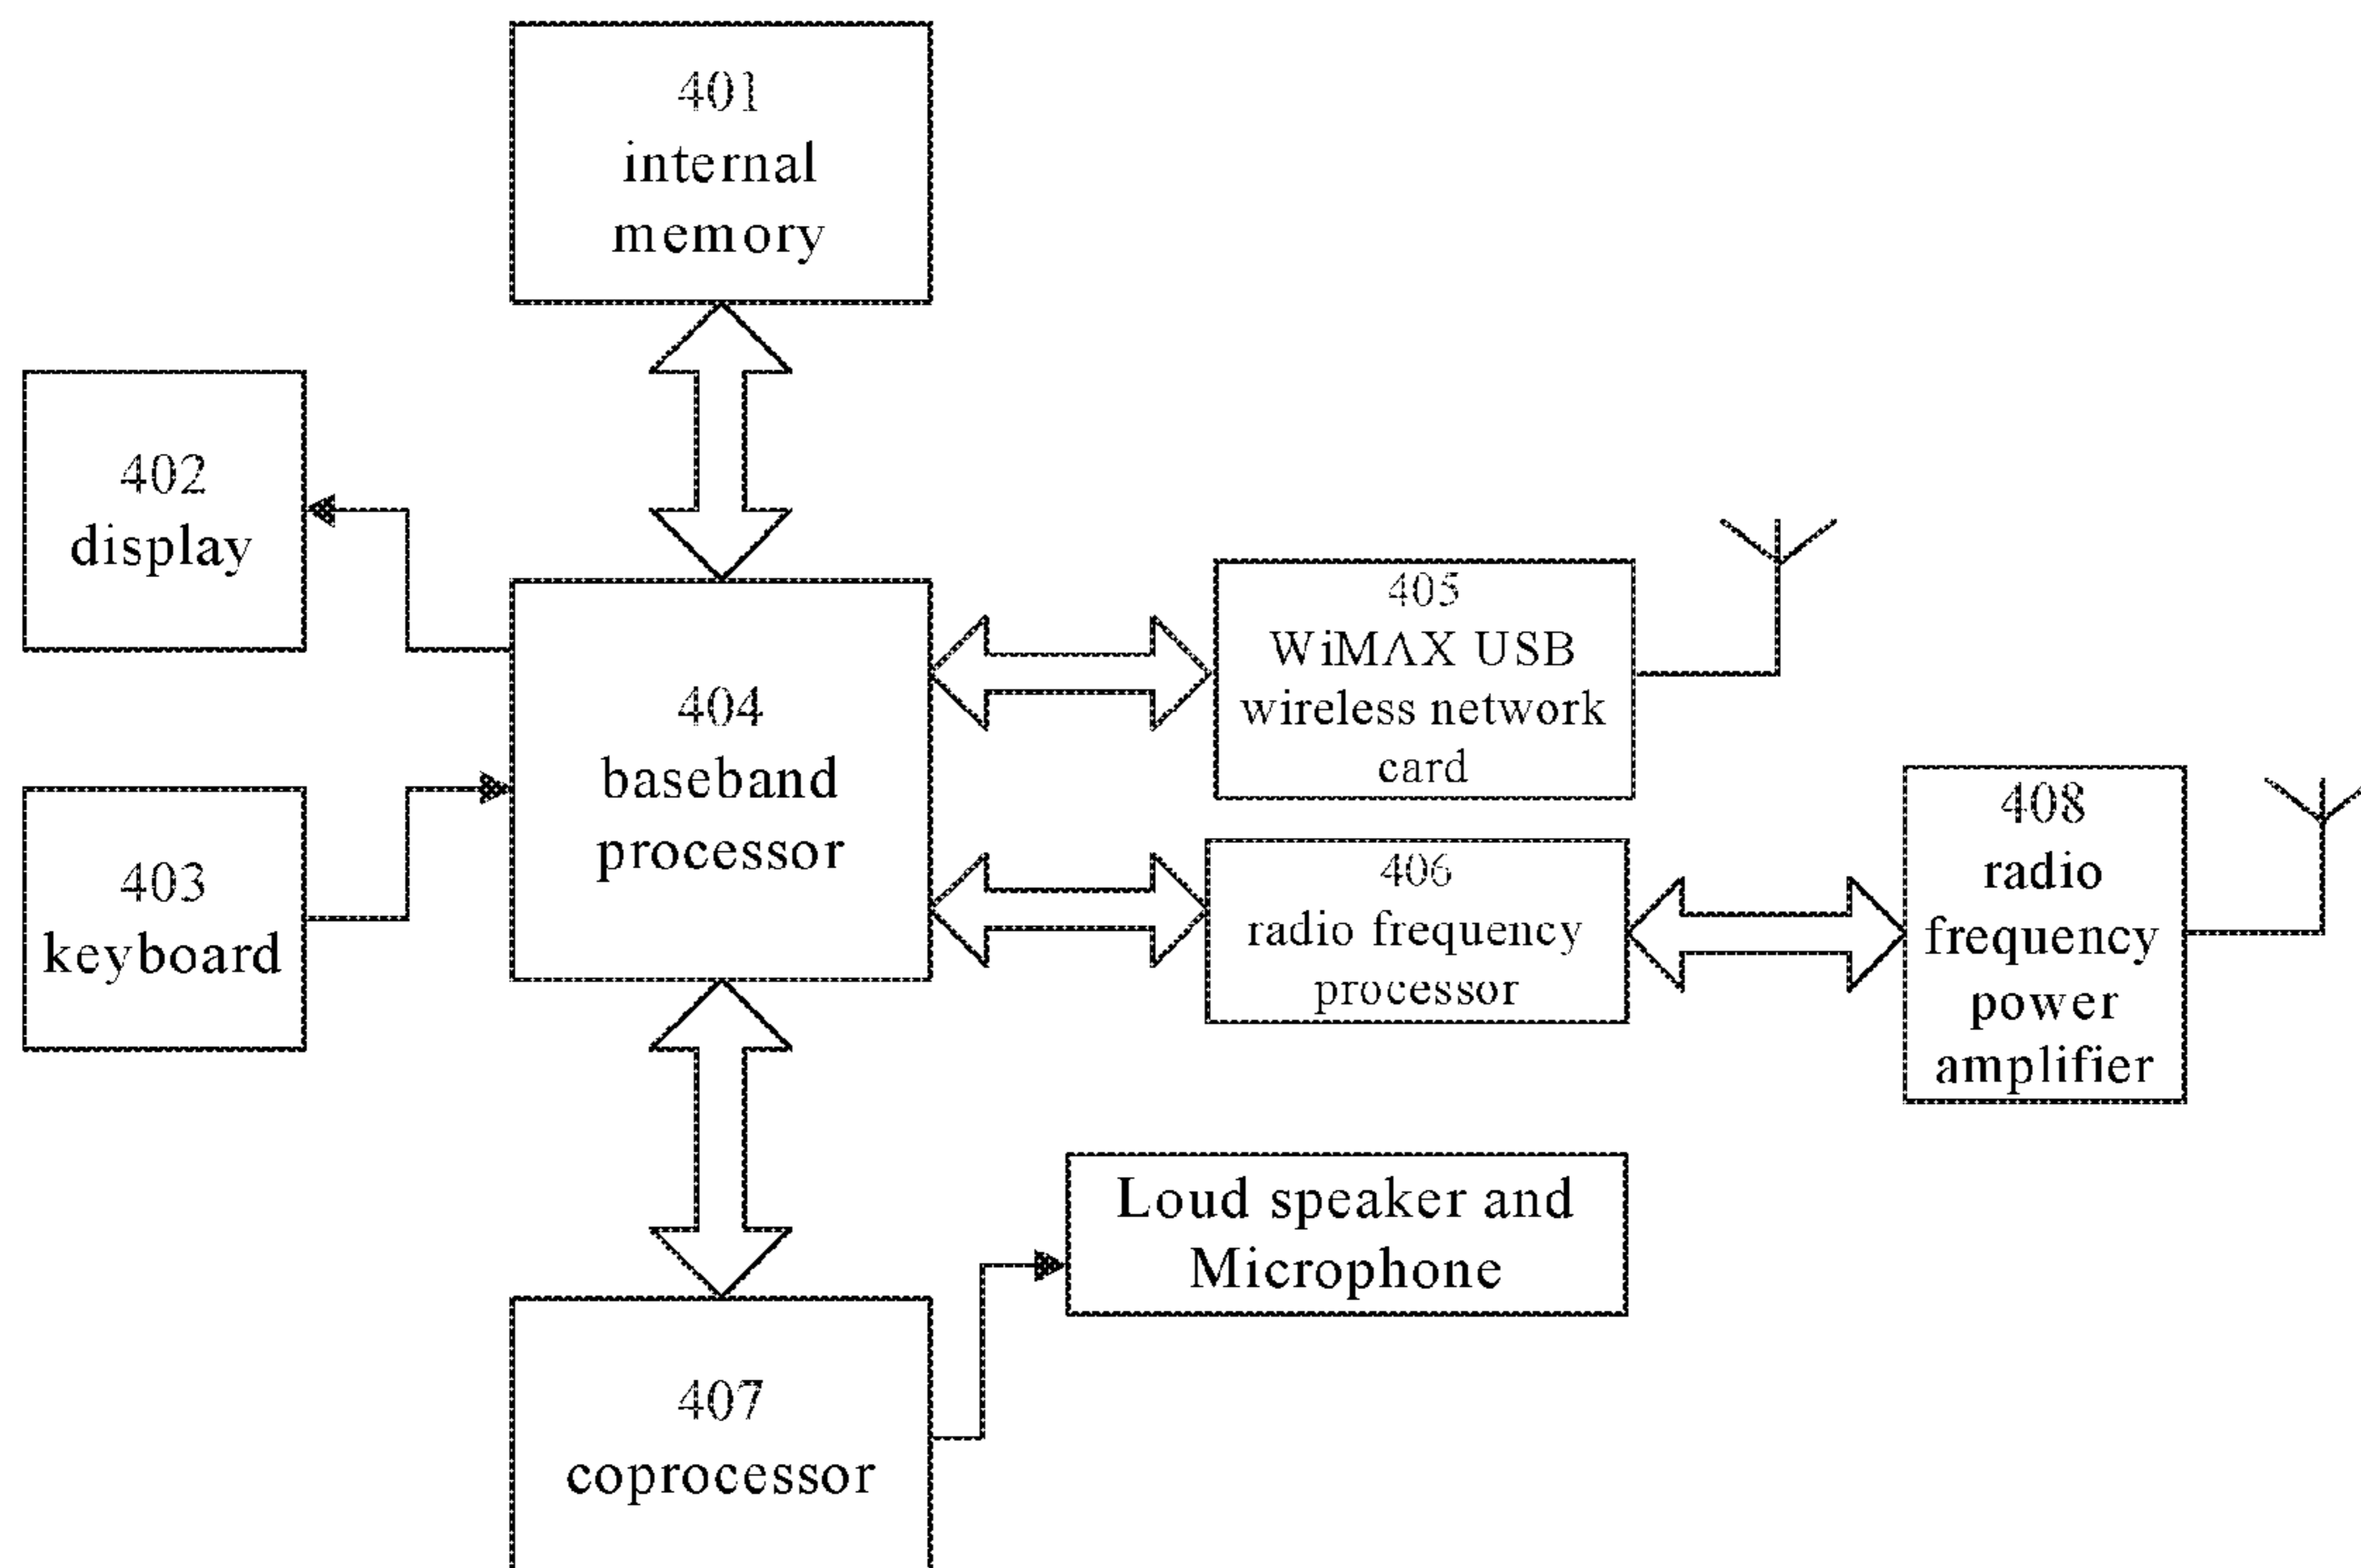 401
internal
memory
402
display
403
keyboard
404
baseband
processor
405
WiMAX USB
wireless network
card
406
radio frequency
processor
408
radio
frequency
power
amplifier
Loud speaker and
Microphone
407
coprocessor